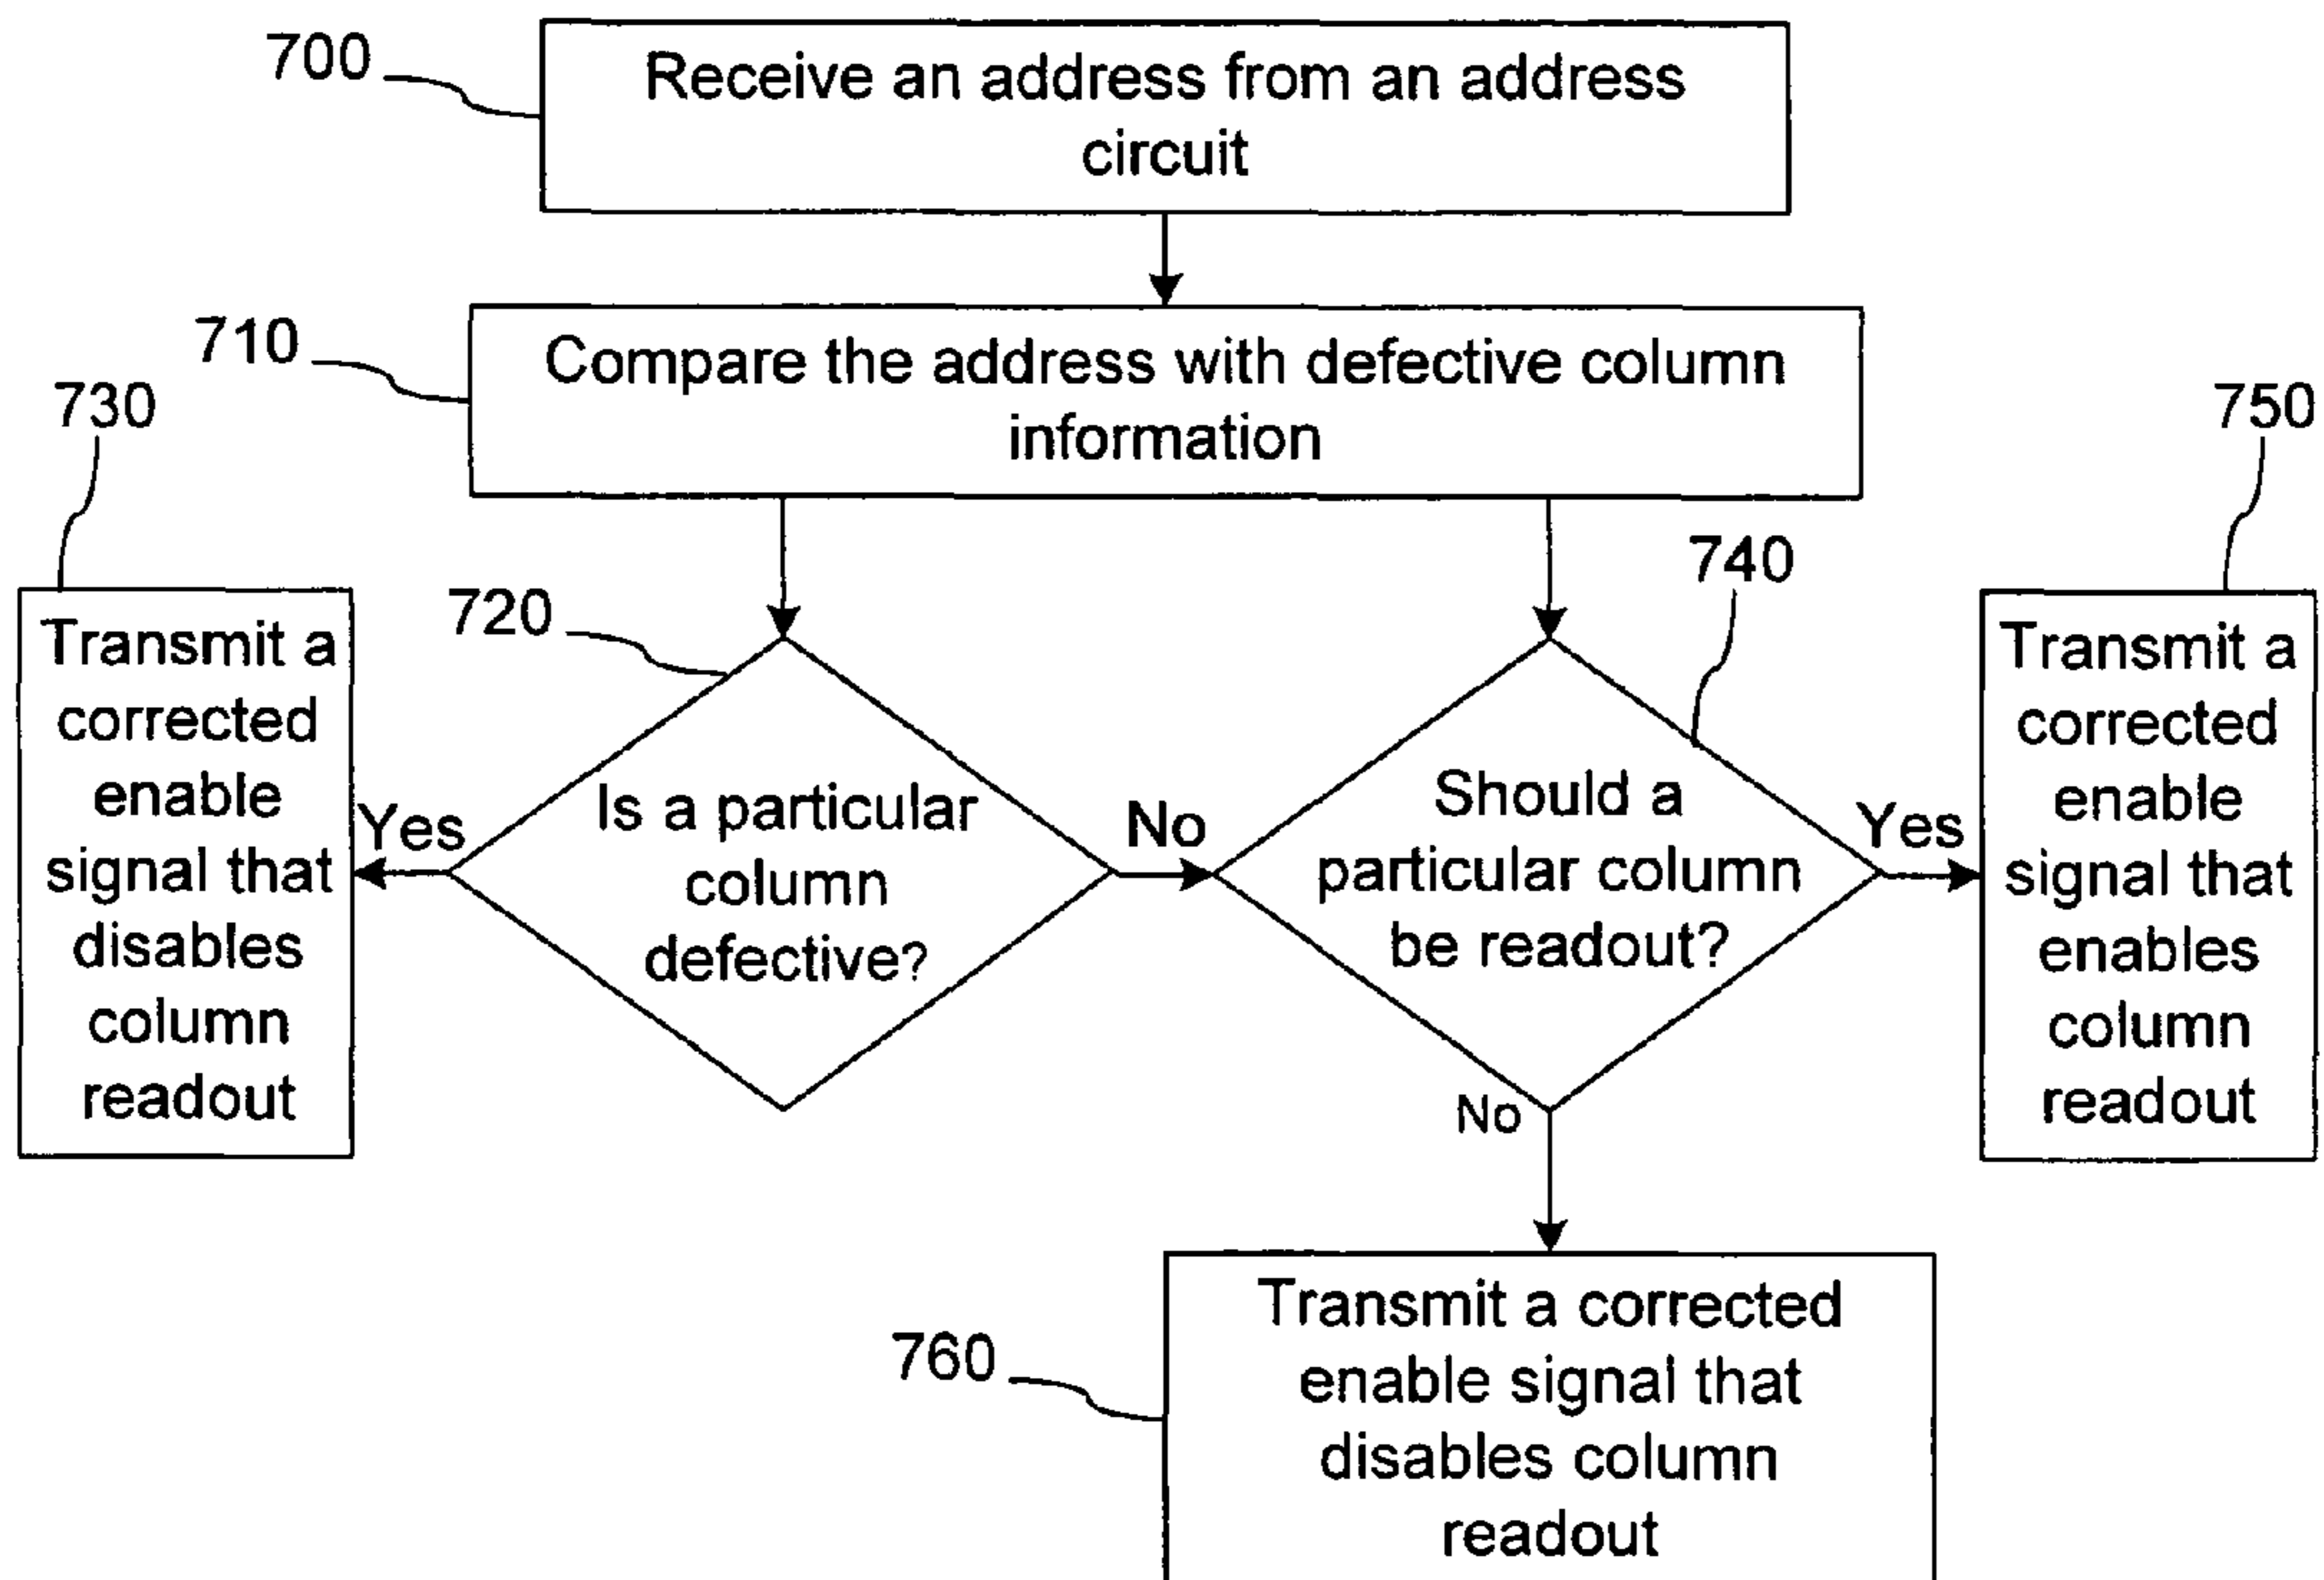 700
Receive an address from an address
circuit
710
Compare the address with defective column
information
730
Transmit a
corrected
enable
signal that
disables
column
readout
Yes
720
Is a particular
column
defective?
No
740
Should a
particular column
be readout?
Yes
No
750
Transmit a
corrected
enable
signal that
enables
column
readout
760
Transmit a corrected
enable signal that
disables column
readout